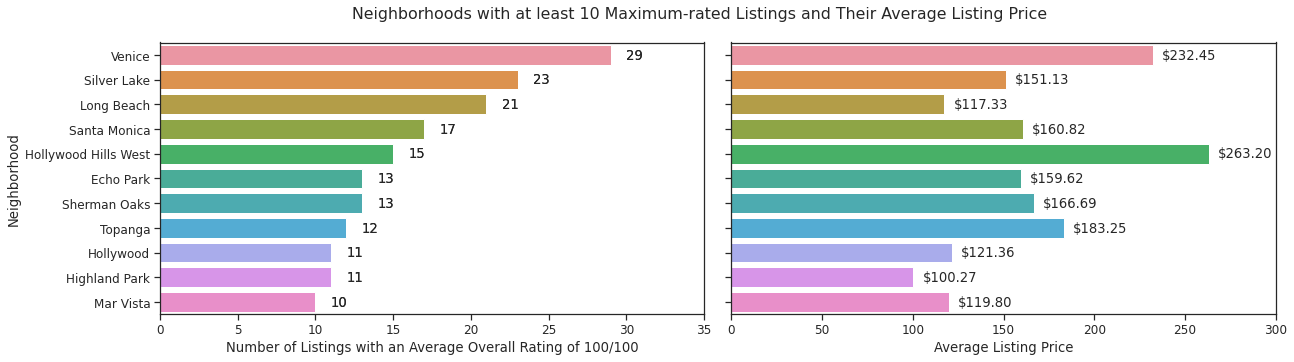 Neighborhoods with at least 10 Maximum-rated Listings and Their Average Listing Price
Neighborhood
Venice 29 $232.45
Silver Lake 23 $151.13
Long Beach 21 $117.33
Santa Monica 17 $160.82
Hollywood Hills West 15 $263.20
Echo Park 13 $159.62
Sherman Oaks 13 $166.69
Topanga 12 $183.25
Hollywood 11 $121.36
Highland Park 11 $100.27
Mar Vista 10 $119.80
0 5 10 15 20 25 30 35 0 50 100 150 200 250 300
Number of Listings with an Average Overall Rating of 100/100 Average Listing Price